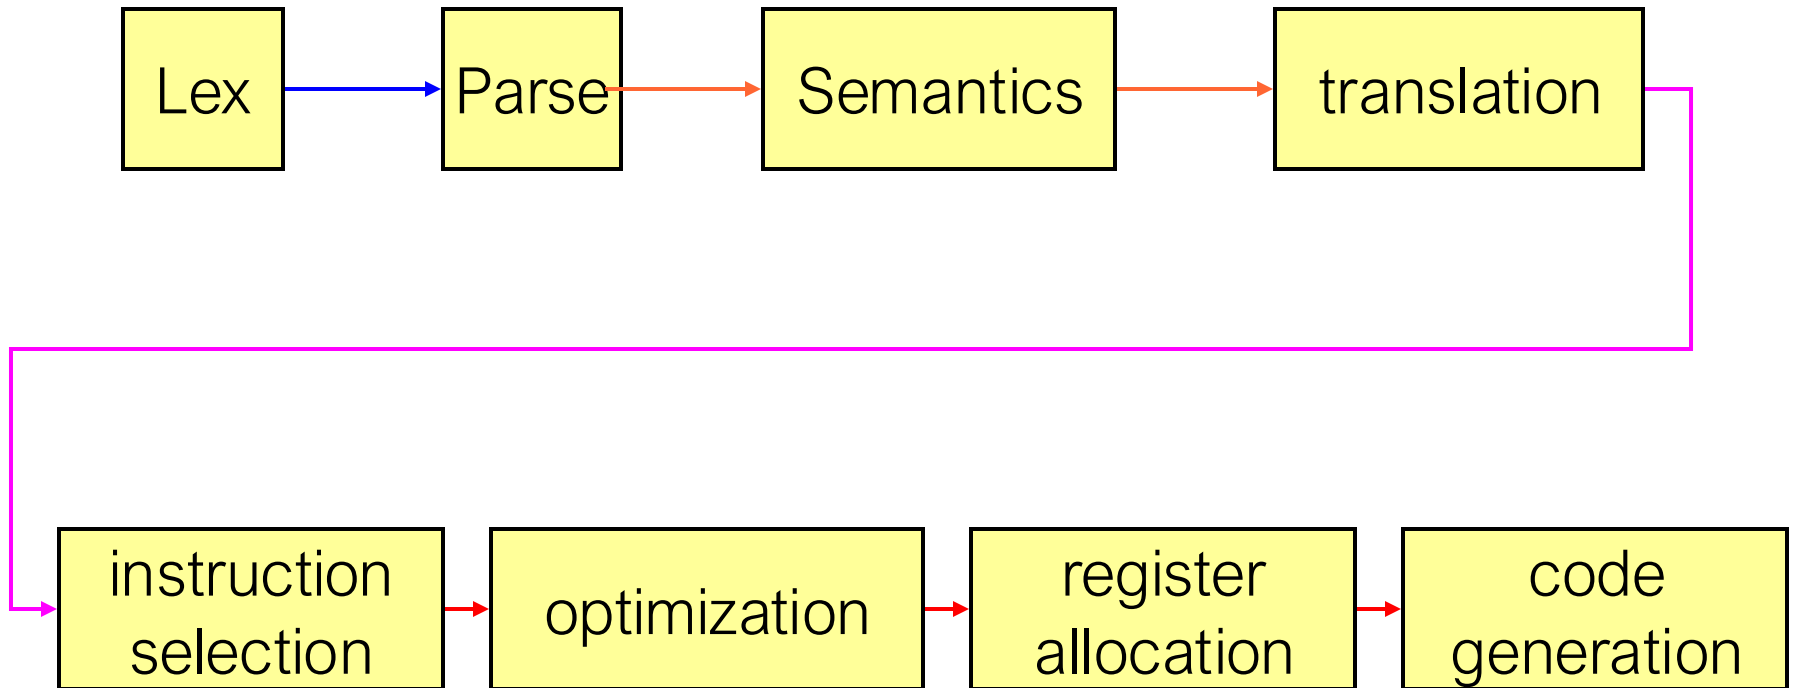 Lex
Parse
Semantics
translation
instruction
selection
optimization
register
allocation
code
generation